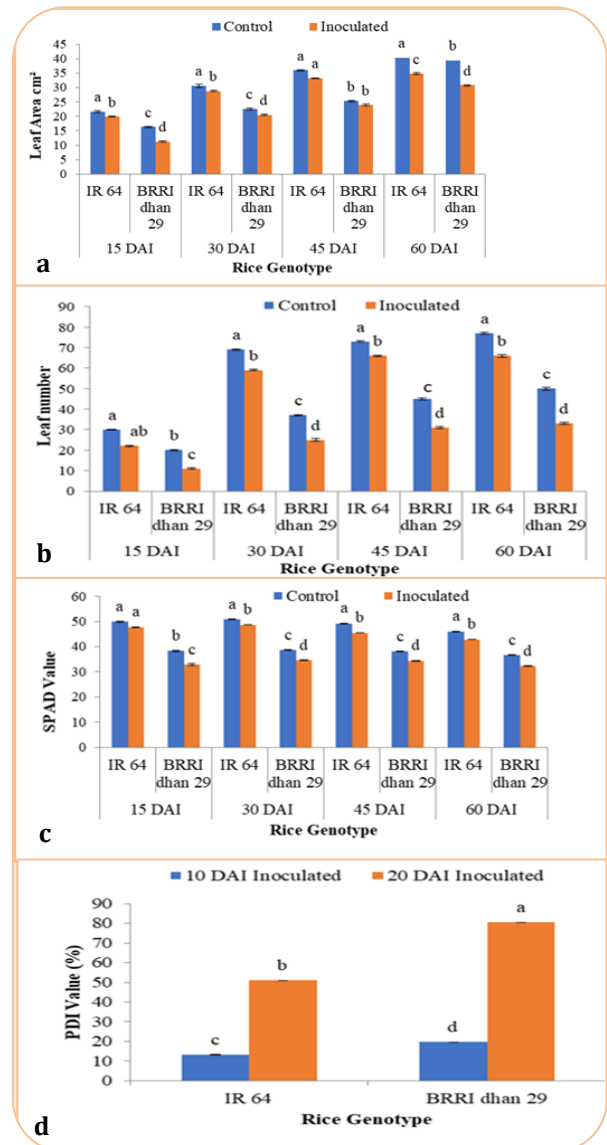 Control Inoculated
Leaf Area cm²
45
40
35
30
25
20
15
10
5
0
a b c d a b c d a a b b a c b d
IR 64 BRRI dhan 29 IR 64 BRRI dhan 29 IR 64 BRRI dhan 29 IR 64 BRRI dhan 29
15 DAI 30 DAI 45 DAI 60 DAI
Rice Genotype
a
Control Inoculated
Leaf number
90
80
70
60
50
40
30
20
10
0
a ab b c a b c d a b c d a b c d
IR 64 BRRI dhan 29 IR 64 BRRI dhan 29 IR 64 BRRI dhan 29 IR 64 BRRI dhan 29
15 DAI 30 DAI 45 DAI 60 DAI
Rice Genotype
b
Control Inoculated
SPAD Value
60
50
40
30
20
10
0
a a b c a b c d a b c d a b c d
IR 64 BRRI dhan 29 IR 64 BRRI dhan 29 IR 64 BRRI dhan 29 IR 64 BRRI dhan 29
15 DAI 30 DAI 45 DAI 60 DAI
Rice Genotype
c
10 DAI Inoculated 20 DAI Inoculated
PDI Value (%)
90
80
70
60
50
40
30
20
10
0
c b d a
IR 64 BRRI dhan 29
Rice Genotype
d